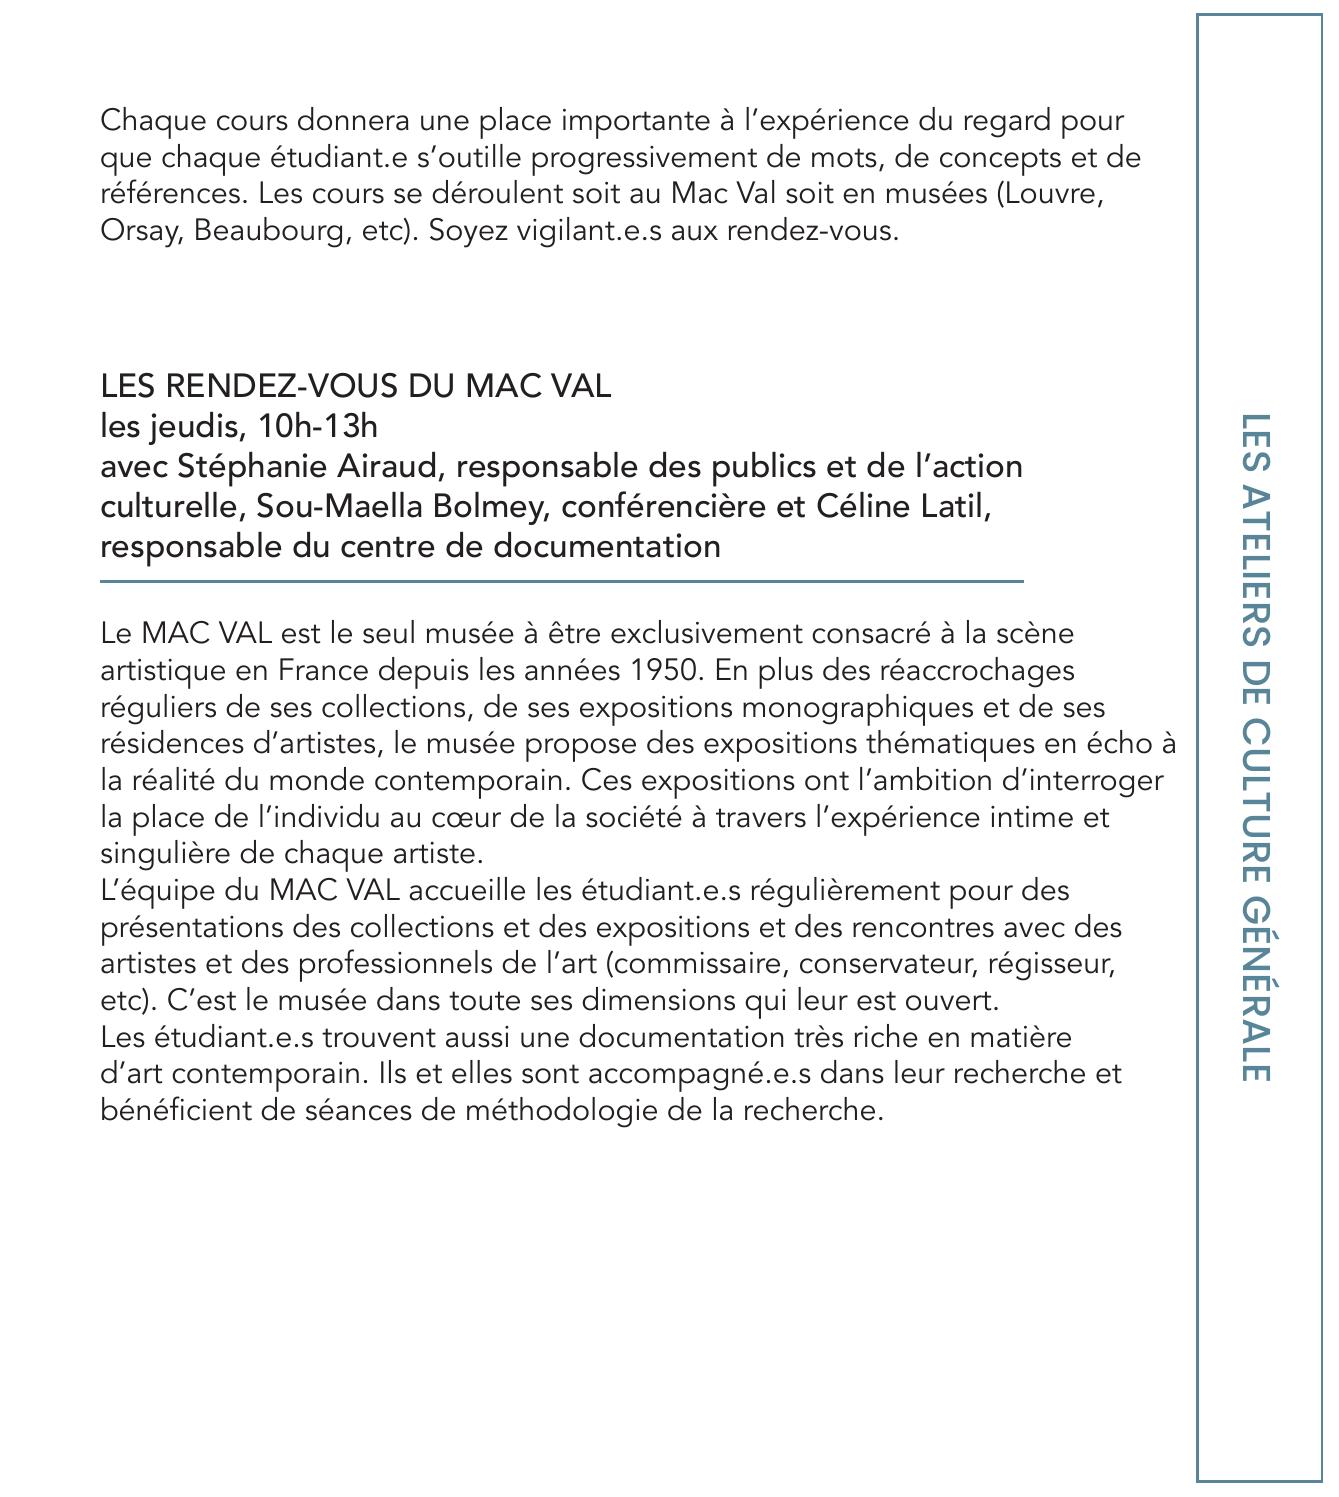 Chaque cours donnera une place importante à l’expérience du regard pour
que chaque étudiant.e s’outille progressivement de mots, de concepts et de
références. Les cours se déroulent soit au Mac Val soit en musées (Louvre,
Orsay, Beaubourg, etc). Soyez vigilant.e.s aux rendez-vous.
LES RENDEZ-VOUS DU MAC VAL
les jeudis, 10h-13h
avec Stéphanie Airaud, responsable des publics et de l’action
culturelle, Sou-Maella Bolmey, conférencière et Céline Latil,
responsable du centre de documentation
Le MAC VAL est le seul musée à être exclusivement consacré à la scène
artistique en France depuis les années 1950. En plus des réaccrochages
réguliers de ses collections, de ses expositions monographiques et de ses
résidences d’artistes, le musée propose des expositions thématiques en écho à
la réalité du monde contemporain. Ces expositions ont l’ambition d’interroger
la place de l’individu au cœur de la société à travers l’expérience intime et
singulière de chaque artiste.
L’équipe du MAC VAL accueille les étudiant.e.s régulièrement pour des
présentations des collections et des expositions et des rencontres avec des
artistes et des professionnels de l’art (commissaire, conservateur, régisseur,
etc). C’est le musée dans toute ses dimensions qui leur est ouvert.
Les étudiant.e.s trouvent aussi une documentation très riche en matière
d’art contemporain. Ils et elles sont accompagné.e.s dans leur recherche et
bénéficient de séances de méthodologie de la recherche.
LES ATELIERS DE CULTURE GÉNÉRALE